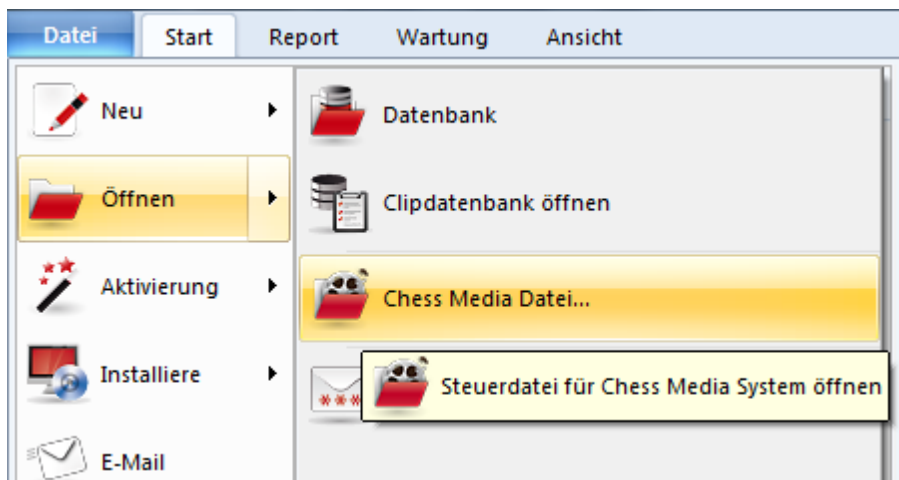 Datei Start Report Wartung Ansicht
Neu
Öffnen
Aktivierung
Installiere
E-Mail
Datenbank
Clipdatenbank öffnen
Chess Media Datei...
Steuerdatei für Chess Media System öffnen